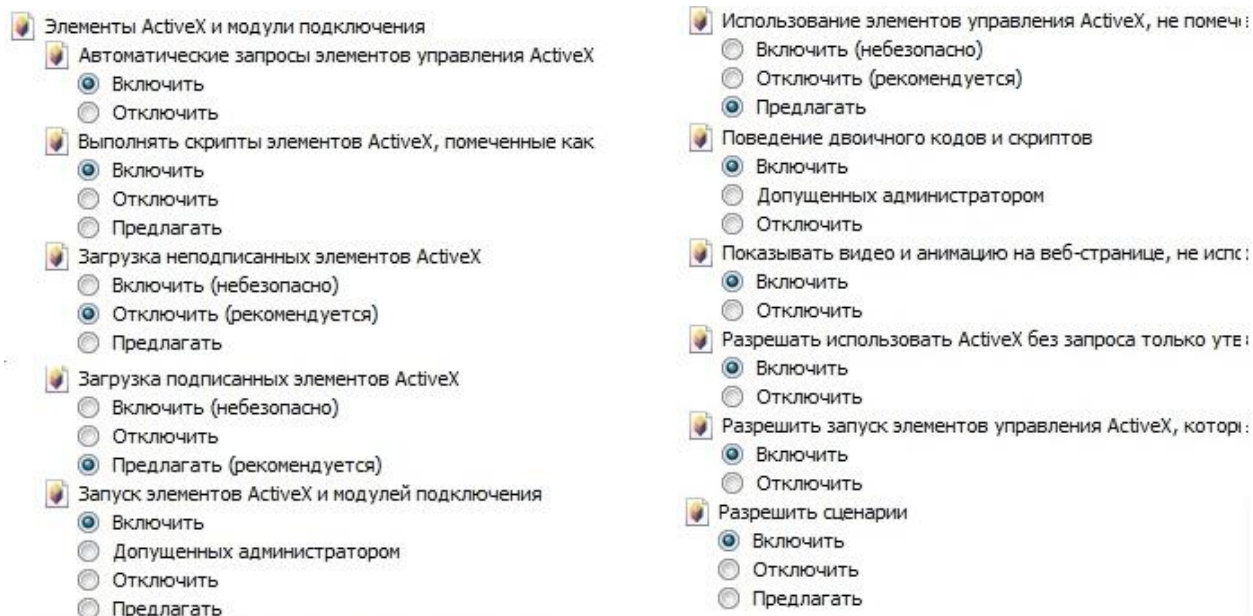 Элементы ActiveX и модули подключения
Автоматические запросы элементов управления ActiveX
Включить
Отключить
Выполнять скрипты элементов ActiveX, помеченные как
Включить
Отключить
Предлагать
Загрузка неподписанных элементов ActiveX
Включить (небезопасно)
Отключить (рекомендуется)
Предлагать
Загрузка подписанных элементов ActiveX
Включить (небезопасно)
Отключить
Предлагать (рекомендуется)
Запуск элементов ActiveX и модулей подключения
Включить
Допущенных администратором
Отключить
Предлагать
Использование элементов управления ActiveX, не
Включить (небезопасно)
Отключить (рекомендуется)
Предлагать
Поведение двоичного кодов и скриптов
Включить
Допущенных администратором
Отключить
Показывать видео и анимацию на веб-странице, не
Включить
Отключить
Разрешать использовать ActiveX без запроса только
Включить
Отключить
Разрешить запуск элементов управления ActiveX,
Включить
Отключить
Разрешить сценарии
Включить
Отключить
Предлагать